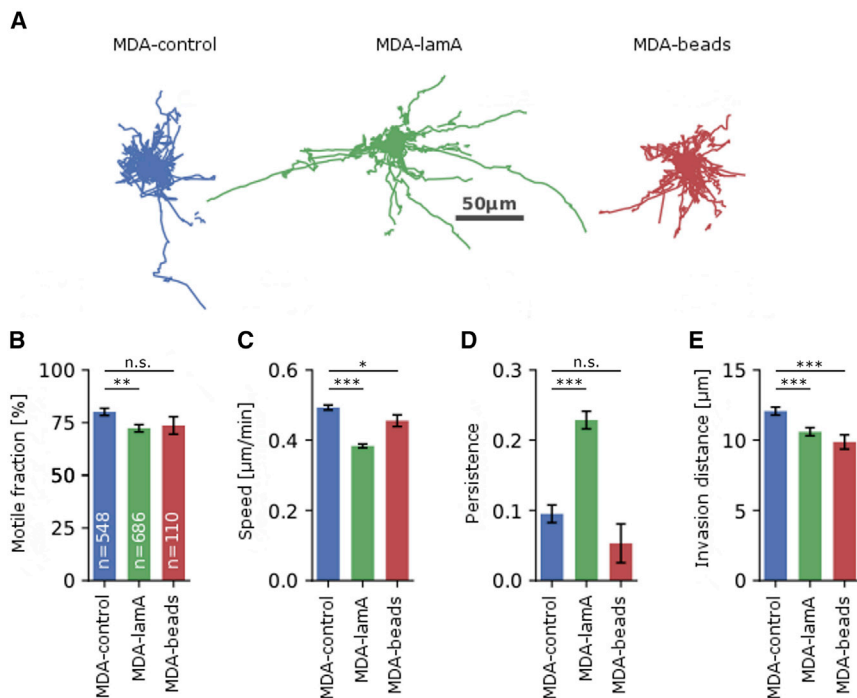 A
MDA-control
MDA-lamA
MDA-beads
50µm
B
n.s.
**
Motile fraction [%]
100
75
50
25
0
n=548
n=686
n=110
MDA-control
MDA-lamA
MDA-beads
C
*
***
Speed [µm/min]
0.6
0.4
0.2
0.0
MDA-control
MDA-lamA
MDA-beads
D
n.s.
***
Persistence
0.3
0.2
0.1
0.0
MDA-control
MDA-lamA
MDA-beads
E
***
***
Invasion distance [µm]
15
10
5
0
MDA-control
MDA-lamA
MDA-beads